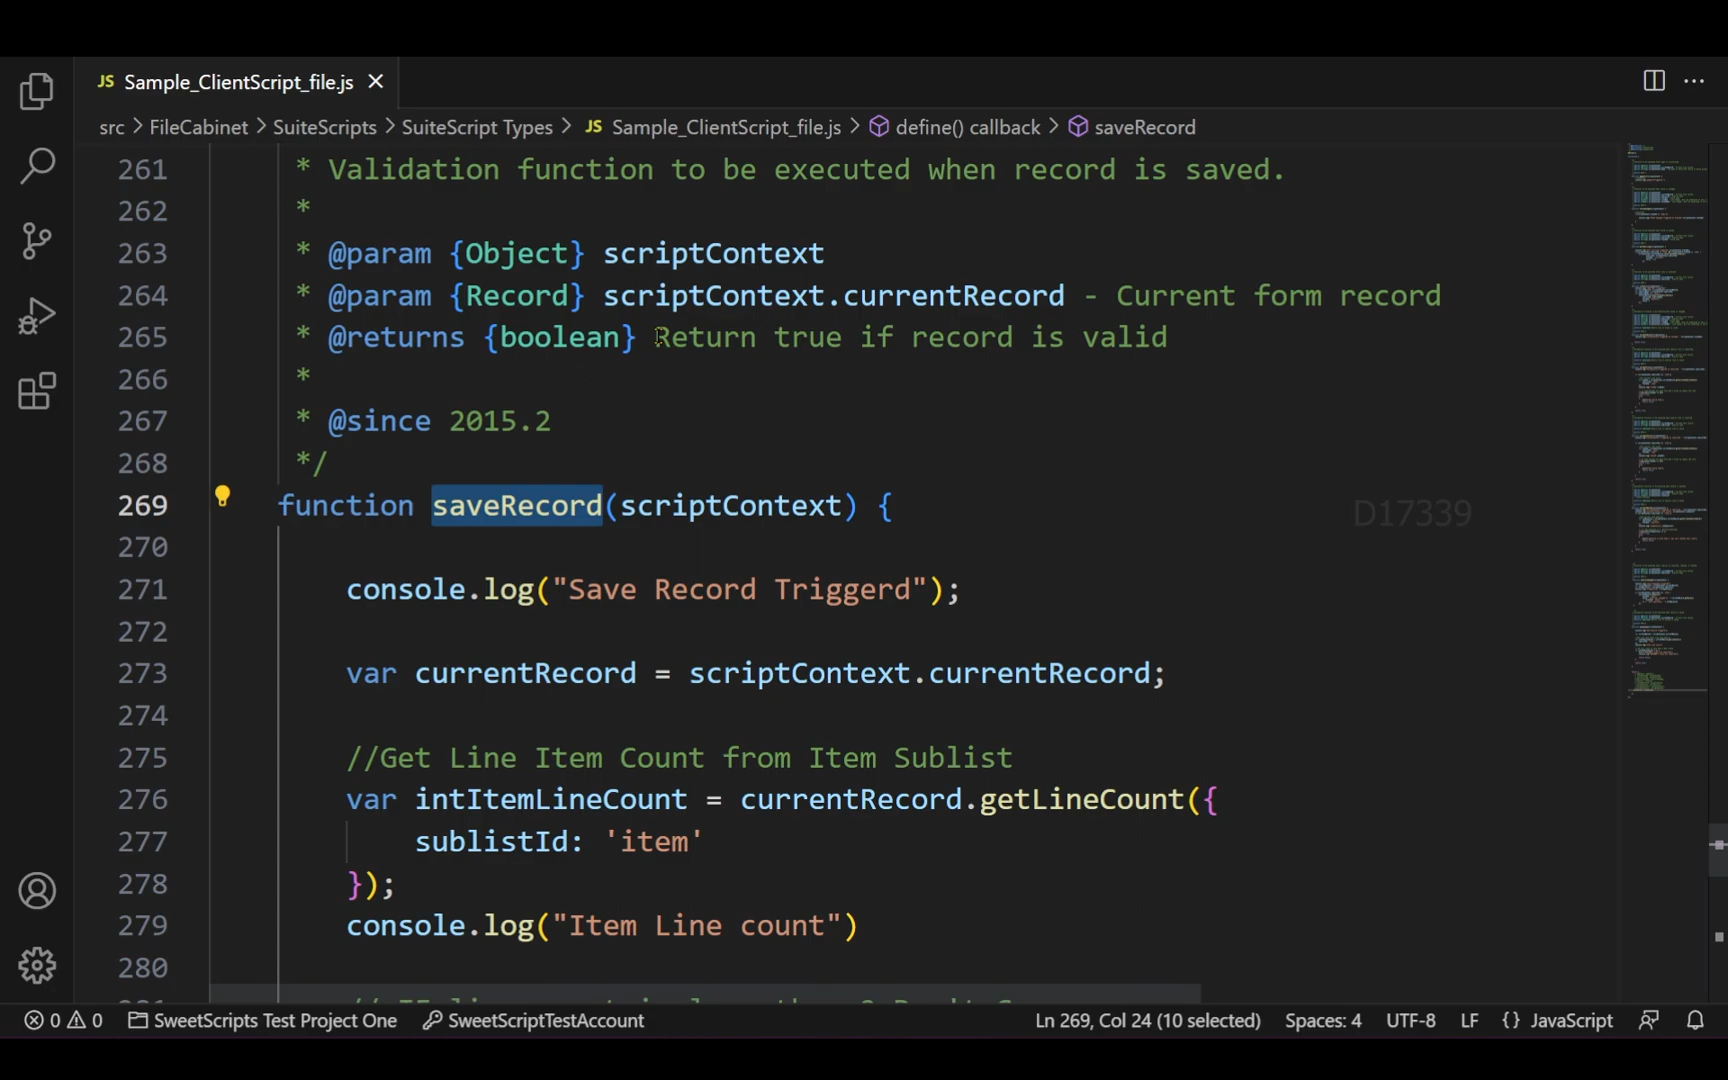 JS Sample_ClientScript_file.js
src > FileCabinet > SuiteScripts > SuiteScript Types > JS Sample_ClientScript_file.js > define() callback > saveRecord
261 * Validation function to be executed when record is saved.
262 *
263 * @param {Object} scriptContext
264 * @param {Record} scriptContext.currentRecord - Current form record
265 * @returns {boolean} Return true if record is valid
266 *
267 * @since 2015.2
268 */
269 function saveRecord(scriptContext) {
D17339
270
271 console.log("Save Record Triggerd");
272
273 var currentRecord = scriptContext.currentRecord;
274
275 //Get Line Item Count from Item Sublist
276 var intItemLineCount = currentRecord.getLineCount({
277 sublistId: 'item'
278 });
279 console.log("Item Line count")
280
0 0 SweetScripts Test Project One SweetScriptTestAccount Ln 269, Col 24 (10 selected) Spaces: 4 UTF-8 LF {} JavaScript